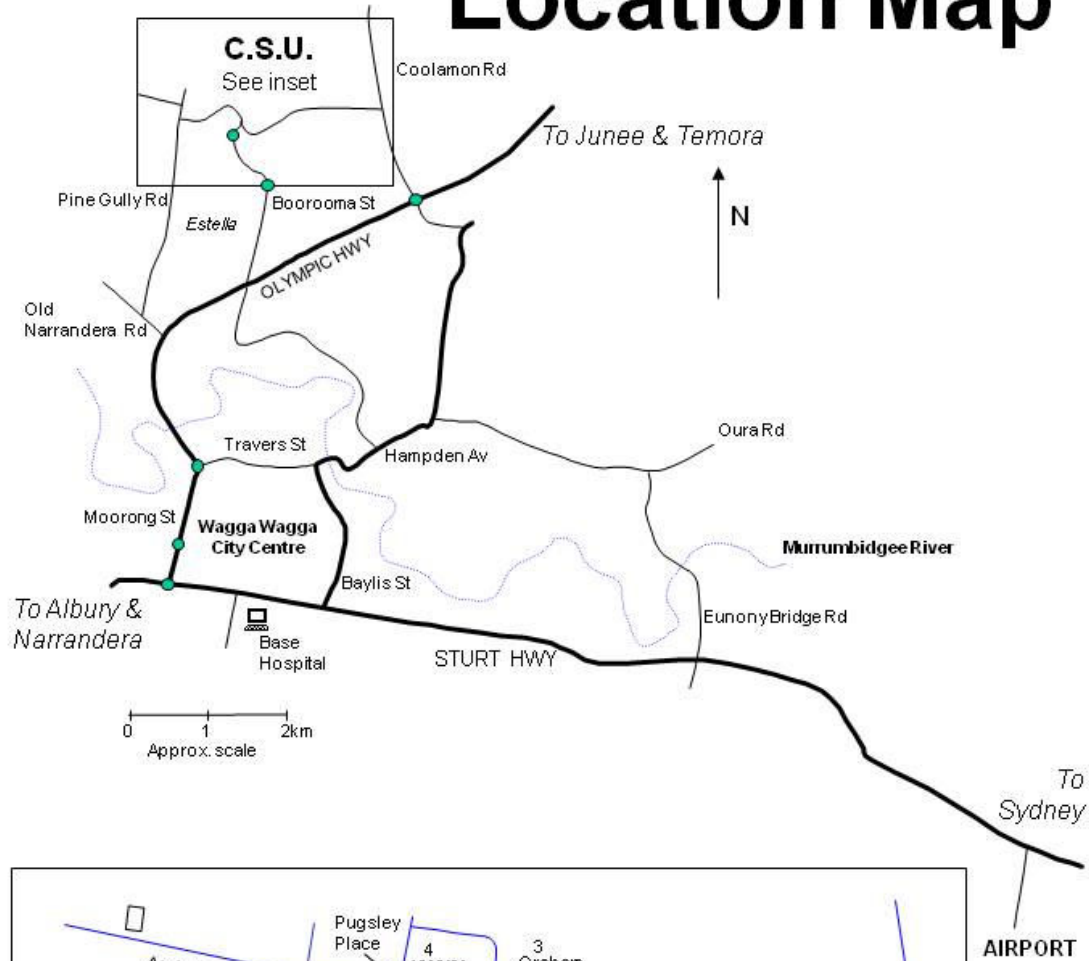 Location Map
C.S.U.
See inset
Coolamon Rd
To Junee & Temora
Pine Gully Rd
Boorooma St
Estella
N
OLYMPIC HWY
Old
Narrandera Rd
Travers St
Hampden Av
Oura Rd
Moorong St
Wagga Wagga
City Centre
Murrumbidgee River
Baylis St
To Albury &
Narrandera
Eunony Bridge Rd
Base
Hospital
STURT HWY
0 1 2km
Approx. scale
To
Sydney
AIRPORT
Pugsley
Place
4
3